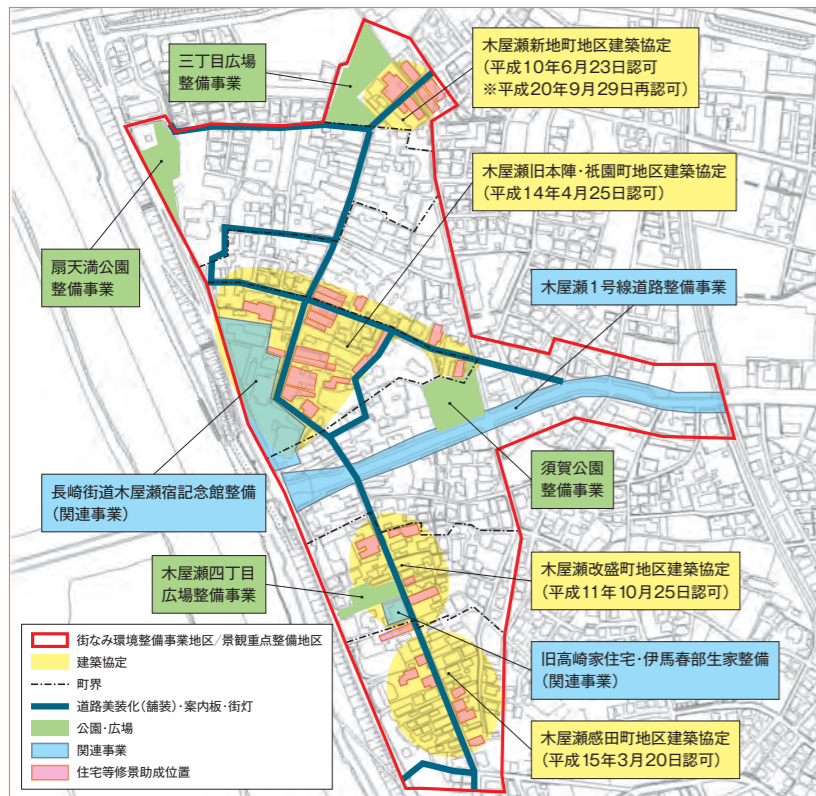 三丁目広場
整備事業
木屋瀬新地町地区建築協定
(平成10年6月23日認可
※平成20年9月29日再認可)
木屋瀬旧本陣・祇園町地区建築協定
(平成14年4月25日認可)
扇天満公園
整備事業
木屋瀬1号線道路整備事業
長崎街道木屋瀬宿記念館整備
(関連事業)
須賀公園
整備事業
木屋瀬四丁目
広場整備事業
木屋瀬改盛町地区建築協定
(平成11年10月25日認可)
旧高崎家住宅・伊馬春部生家整備
(関連事業)
木屋瀬感田町地区建築協定
(平成15年3月20日認可)
街なみ環境整備事業地区/景観重点整備地区
建築協定
町界
道路美装化(舗装)・案内板・街灯
公園・広場
関連事業
住宅等修景助成位置